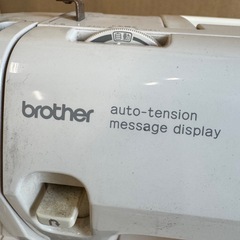 brother
auto-tension
message display